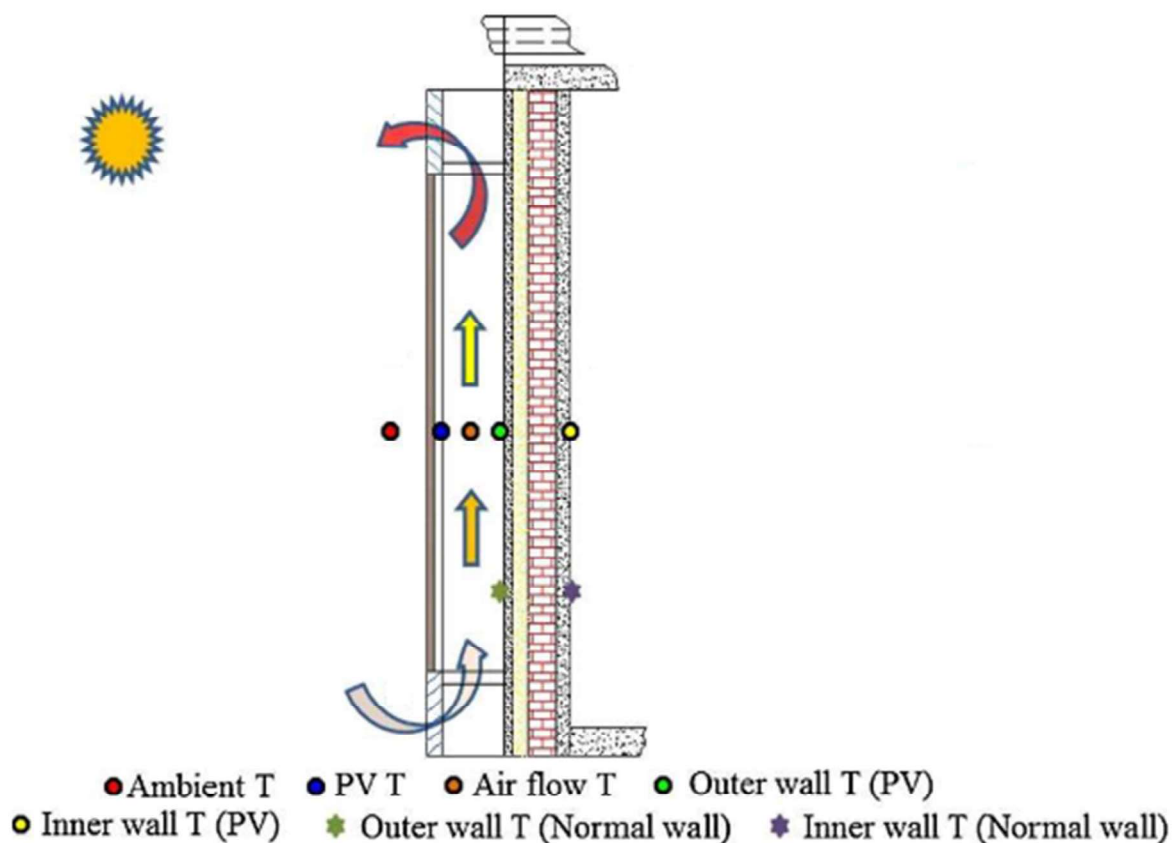 Ambient T PV T Air flow T Outer wall T (PV)
Inner wall T (PV) Outer wall T (Normal wall) Inner wall T (Normal wall)